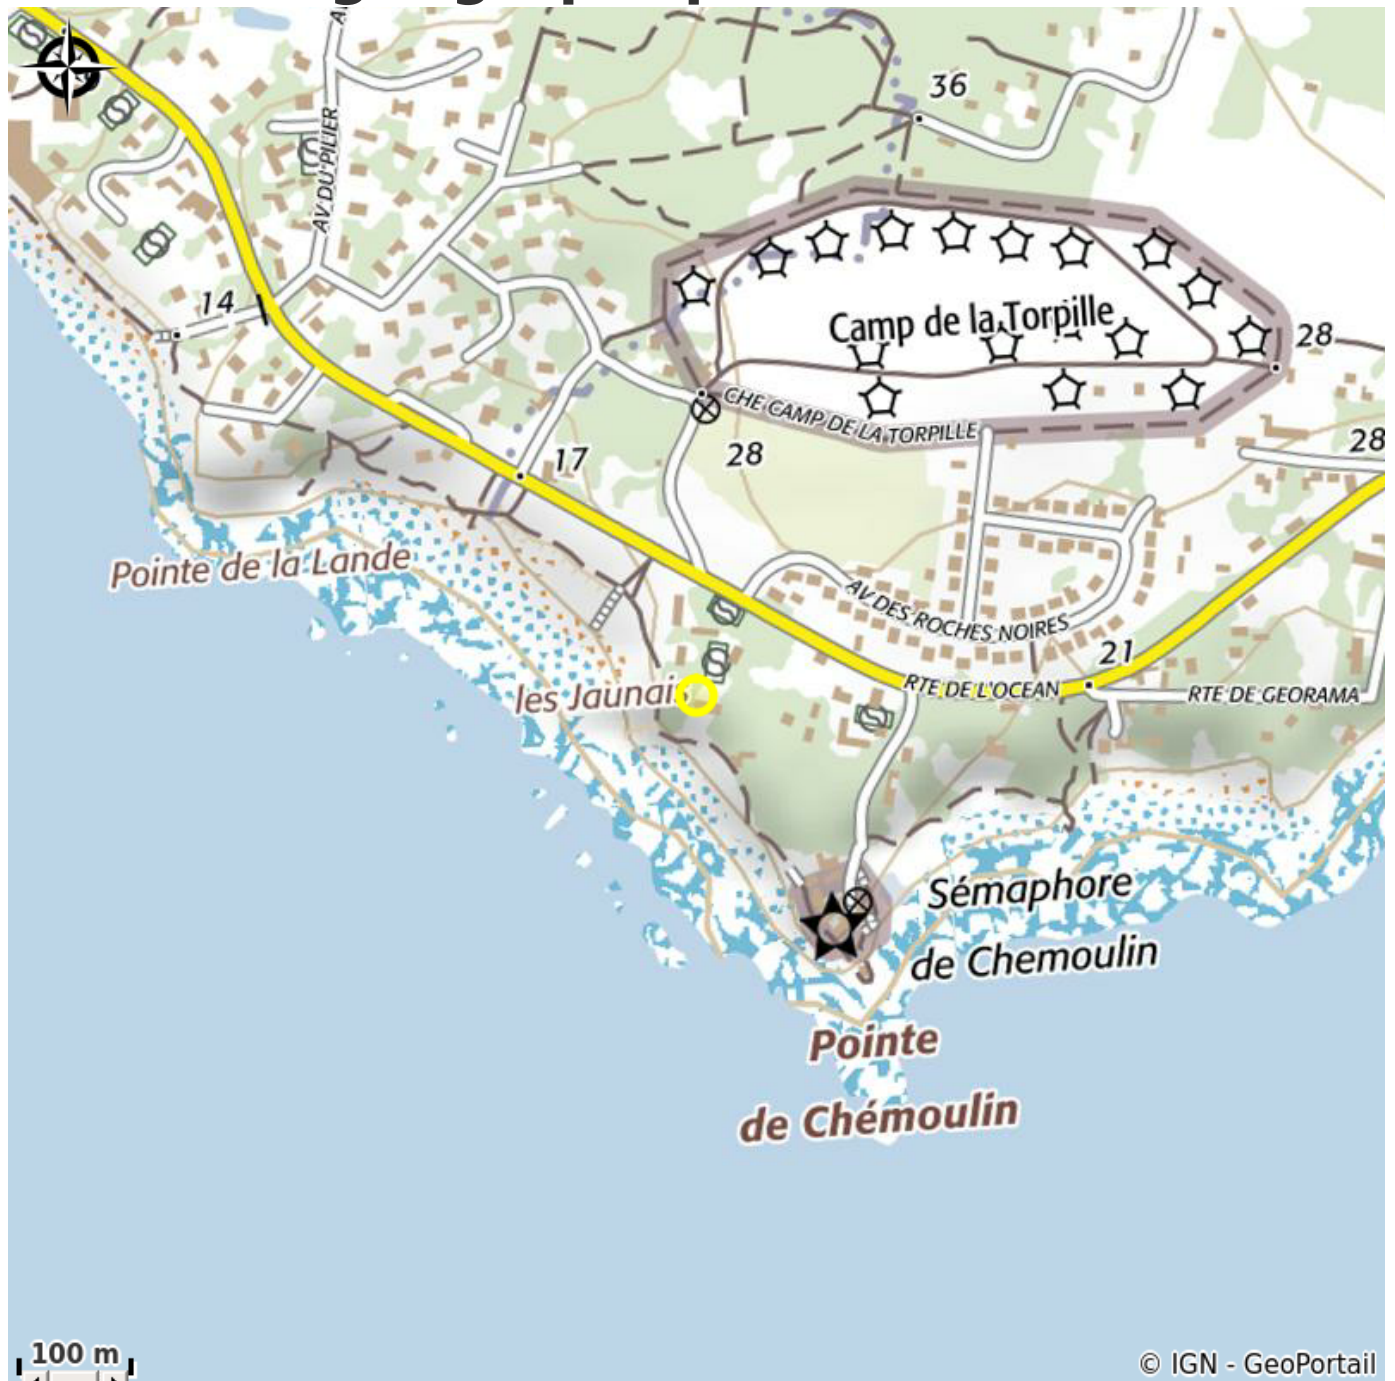 36
AV DU PILIER
14
Camp de la Torpille
28
CHE CAMP DE LA TORPILLE
28
28
17
Pointe de la Lande
AV DES ROCHES NOIRES
21
les Jaunais
RTE DE L'OCEAN
RTE DE GEORAMA
Sémaphore
de Chemoulin
Pointe
de Chémoulin
100 m
© IGN - GeoPortail